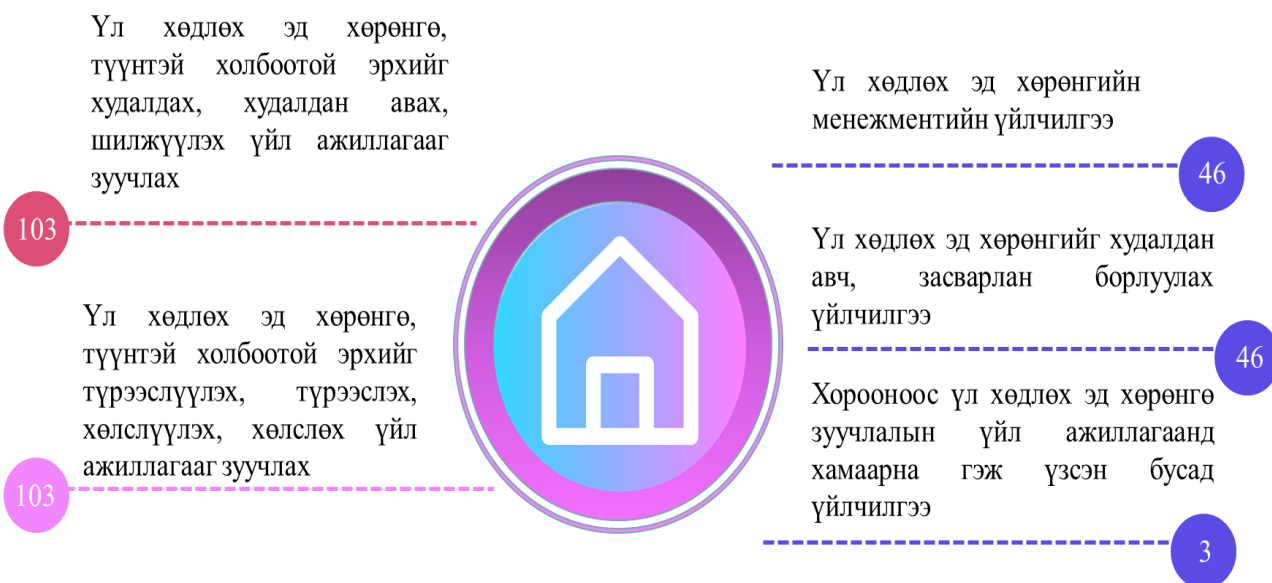 Үл хөдлөх эд хөрөнгө,
түүнтэй холбоотой эрхийг
худалдах, худалдан авах,
шилжүүлэх үйл ажиллагааг
зуучлах
103
Үл хөдлөх эд хөрөнгө,
түүнтэй холбоотой эрхийг
түрээслүүлэх, түрээслэх,
хөлслүүлэх, хөлслөх үйл
ажиллагааг зуучлах
103
Үл хөдлөх эд хөрөнгийн
менежментийн үйлчилгээ
46
Үл хөдлөх эд хөрөнгийг худалдан
авч, засварлан борлуулах
үйлчилгээ
46
Хорооноос үл хөдлөх эд хөрөнгө
зуучлалын үйл ажиллагаанд
хамаарна гэж үзсэн бусад
үйлчилгээ
3